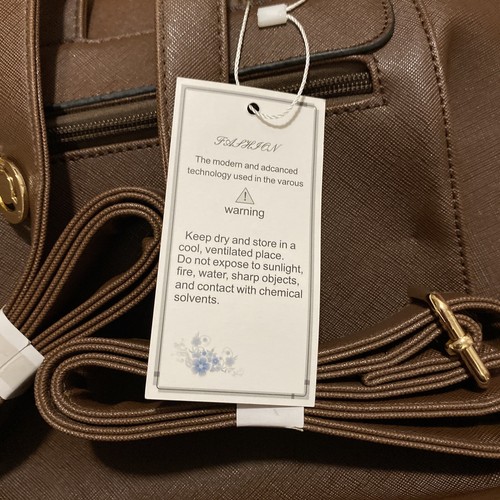 FASHION
The modern and adcanced
technology used in the varous
warning
Keep dry and store in a
cool, ventilated place.
Do not expose to sunlight,
fire, water, sharp objects,
and contact with chemical
solvents.